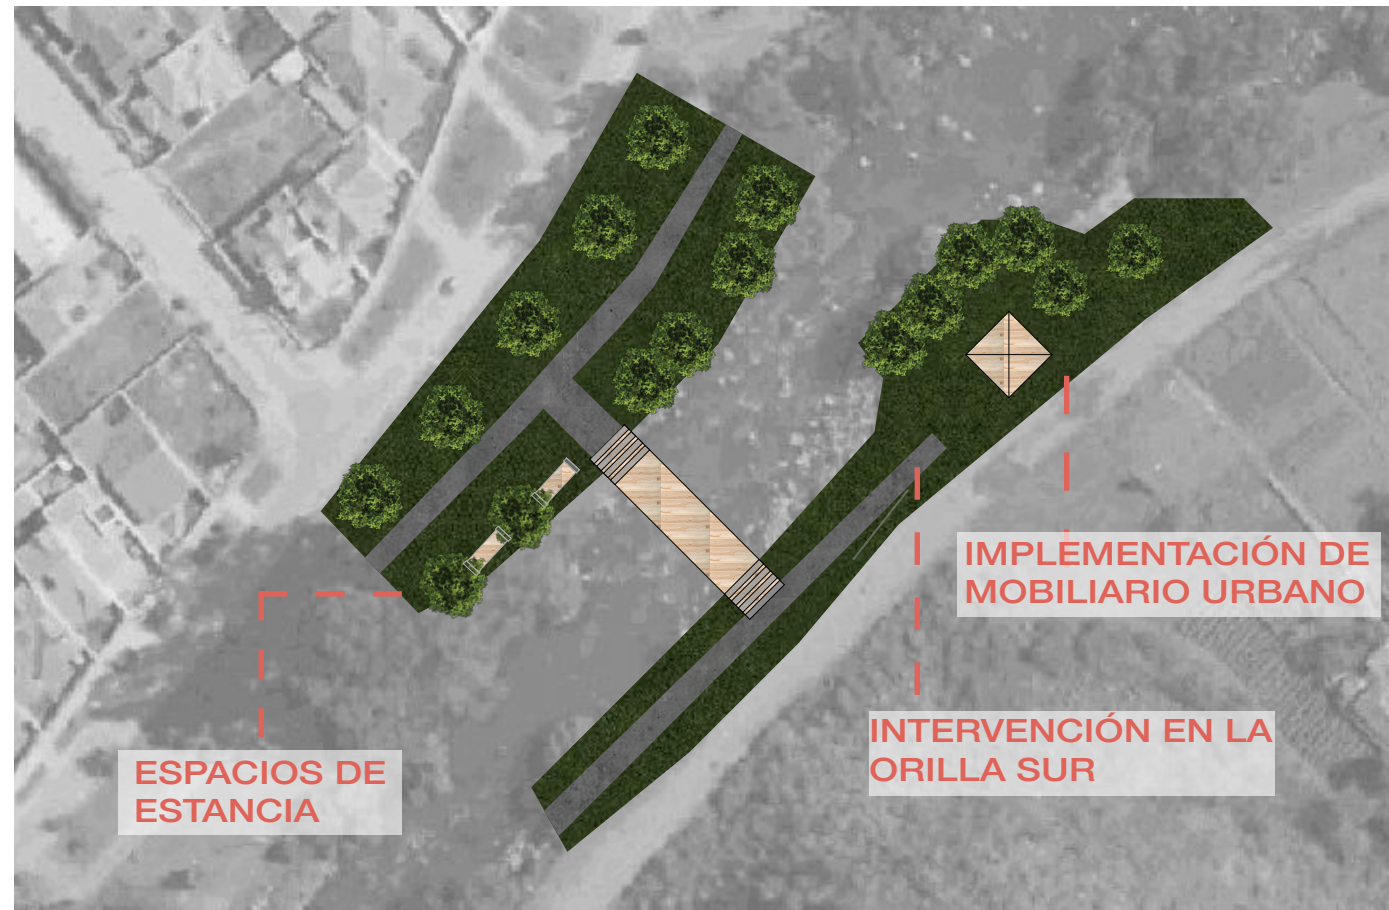 IMPLEMENTACIÓN DE
MOBILIARIO URBANO
INTERVENCIÓN EN LA
ORILLA SUR
ESPACIOS DE
ESTANCIA